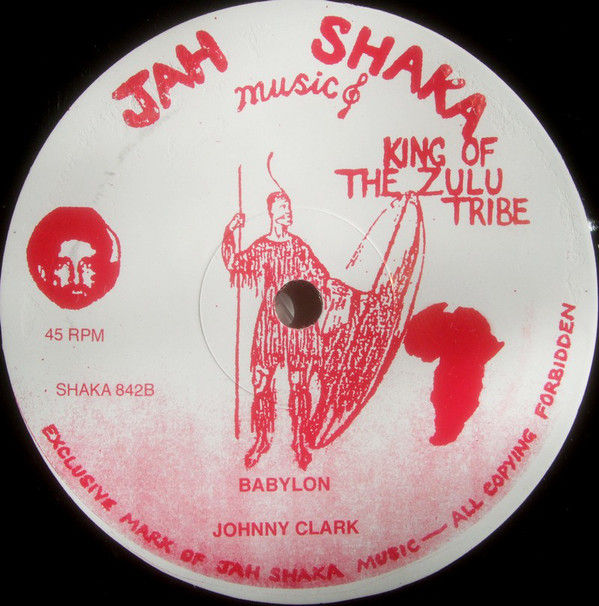 JAH SHAKA
music
KING OF
THE ZULU
TRIBE
45 RPM
SHAKA 842B
BABYLON
JOHNNY CLARK
EXCLUSIVE MARK OF JAH SHAKA MUSIC — ALL COPYING FORBIDDEN